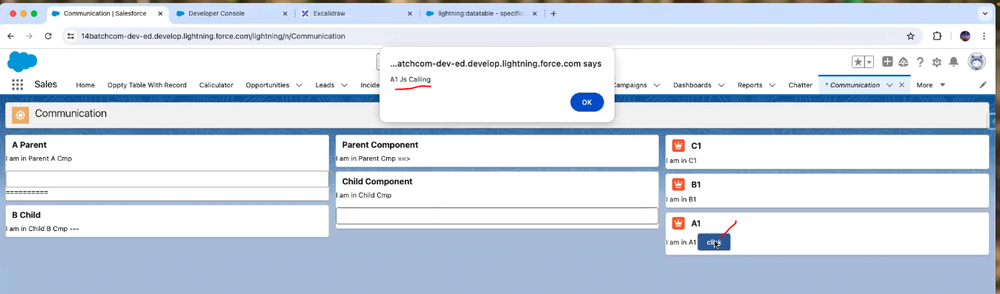 Communication | Salesforce
Developer Console
Excalidraw
lightning:datatable - specific
14batchcom-dev-ed.develop.lightning.force.com/lightning/n/Communication
...atchcom-dev-ed.develop.lightning.force.com says
A1 Js Calling
OK
Sales
Home
Oppty Table With Record
Calculator
Opportunities
Leads
Incide
ampaigns
Dashboards
Reports
Chatter
* Communication
More
Communication
A Parent
I am in Parent A Cmp
==========
B Child
I am in Child B Cmp ---
Parent Component
I am in Parent Cmp ==>
Child Component
I am in Child Cmp
C1
I am in C1
B1
I am in B1
A1
I am in A1
click